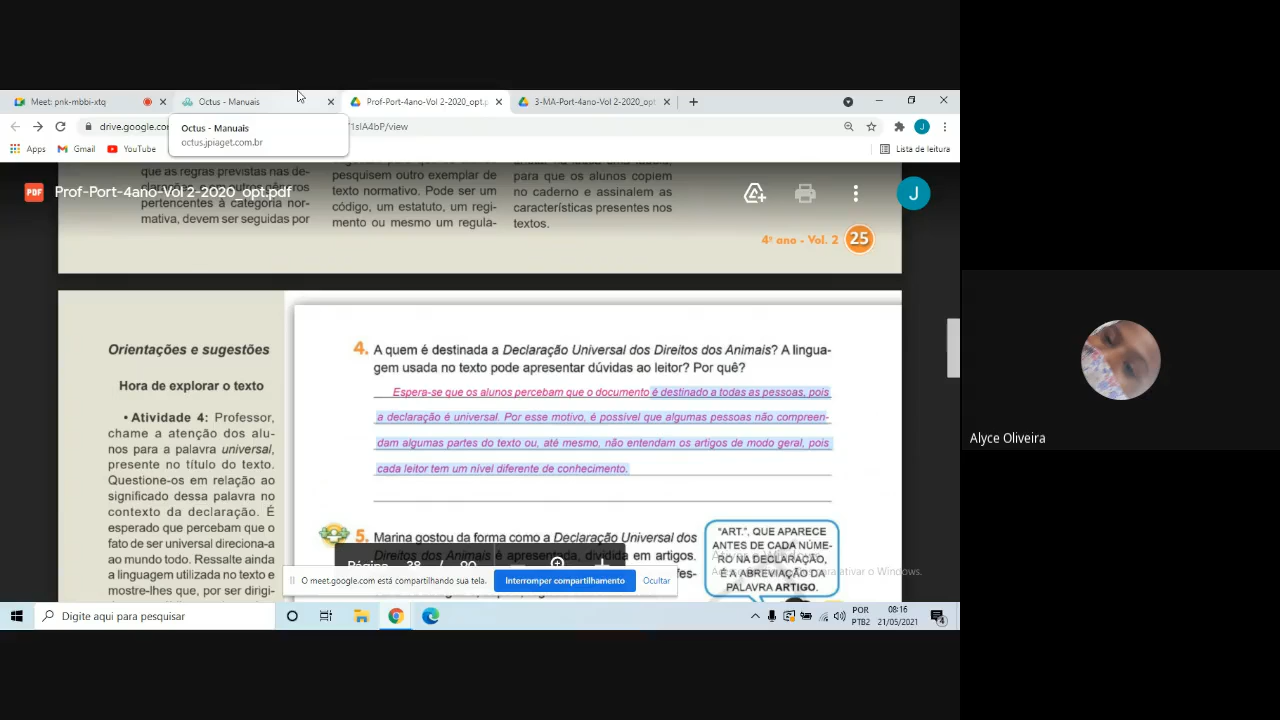 Meet: pnk-mbbi-xtq
Octus - Manuais
Prof-Port-4ano-Vol 2-2020_opt.p
3-MA-Port-4ano-Vol 2-2020_opt
drive.google.com
1sIA4bP/view
Octus - Manuais
octus.jpiaget.com.br
Apps
Gmail
YouTube
Lista de leitura
PDF
Prof-Port-4ano-Vol 2-2020_opt.pdf
J
que as regras previstas nas de-
pertencentes à categoria nor-
mativa, devem ser seguidas por
pesquisem outro exemplar de
texto normativo. Pode ser um
código, um estatuto, um regi-
mento ou mesmo um regula-
para que os alunos copiem
no caderno e assinalem as
características presentes nos
textos.
4º ano - Vol. 2 25
Orientações e sugestões
Hora de explorar o texto
• Atividade 4: Professor,
chame a atenção dos alu-
nos para a palavra universal,
presente no título do texto.
Questione-os em relação ao
significado dessa palavra no
contexto da declaração. É
esperado que percebam que o
fato de ser universal direciona-a
ao mundo todo. Ressalte ainda
a linguagem utilizada no texto e
mostre-lhes que, por ser dirigi-
4. A quem é destinada a Declaração Universal dos Direitos dos Animais? A lingua-
gem usada no texto pode apresentar dúvidas ao leitor? Por quê?
Espera-se que os alunos percebam que o documento é destinado a todas as pessoas, pois
a declaração é universal. Por esse motivo, é possível que algumas pessoas não compreen-
dam algumas partes do texto ou, até mesmo, não entendam os artigos de modo geral, pois
cada leitor tem um nível diferente de conhecimento.
5. Marina gostou da forma como a Declaração Universal dos
Direitos dos Animais é apresentada, dividida em artigos.
"ART.", QUE APARECE
ANTES DE CADA NÚME-
RO NA DECLARAÇÃO,
É A ABREVIAÇÃO DA
PALAVRA ARTIGO.
Página 38 / 90
ativar o Windows.
O meet.google.com está compartilhando sua tela.
Interromper compartilhamento
Ocultar
Digite aqui para pesquisar
POR
PTB2
08:16
21/05/2021
4
Alyce Oliveira